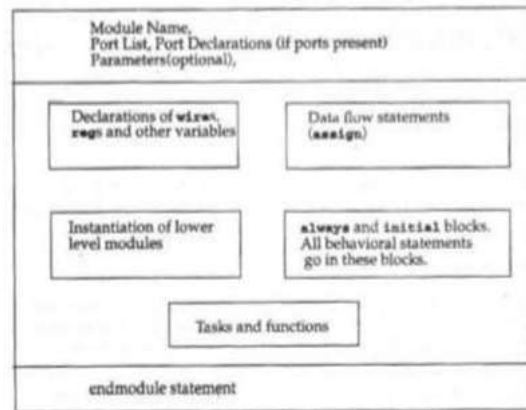 Module Name,
Port List, Port Declarations (if ports present)
Parameters(optional),
Declarations of wires,
regs and other variables
Data flow statements
(assign)
Instantiation of lower
level modules
always and initial blocks.
All behavioral statements
go in these blocks.
Tasks and functions
endmodule statement